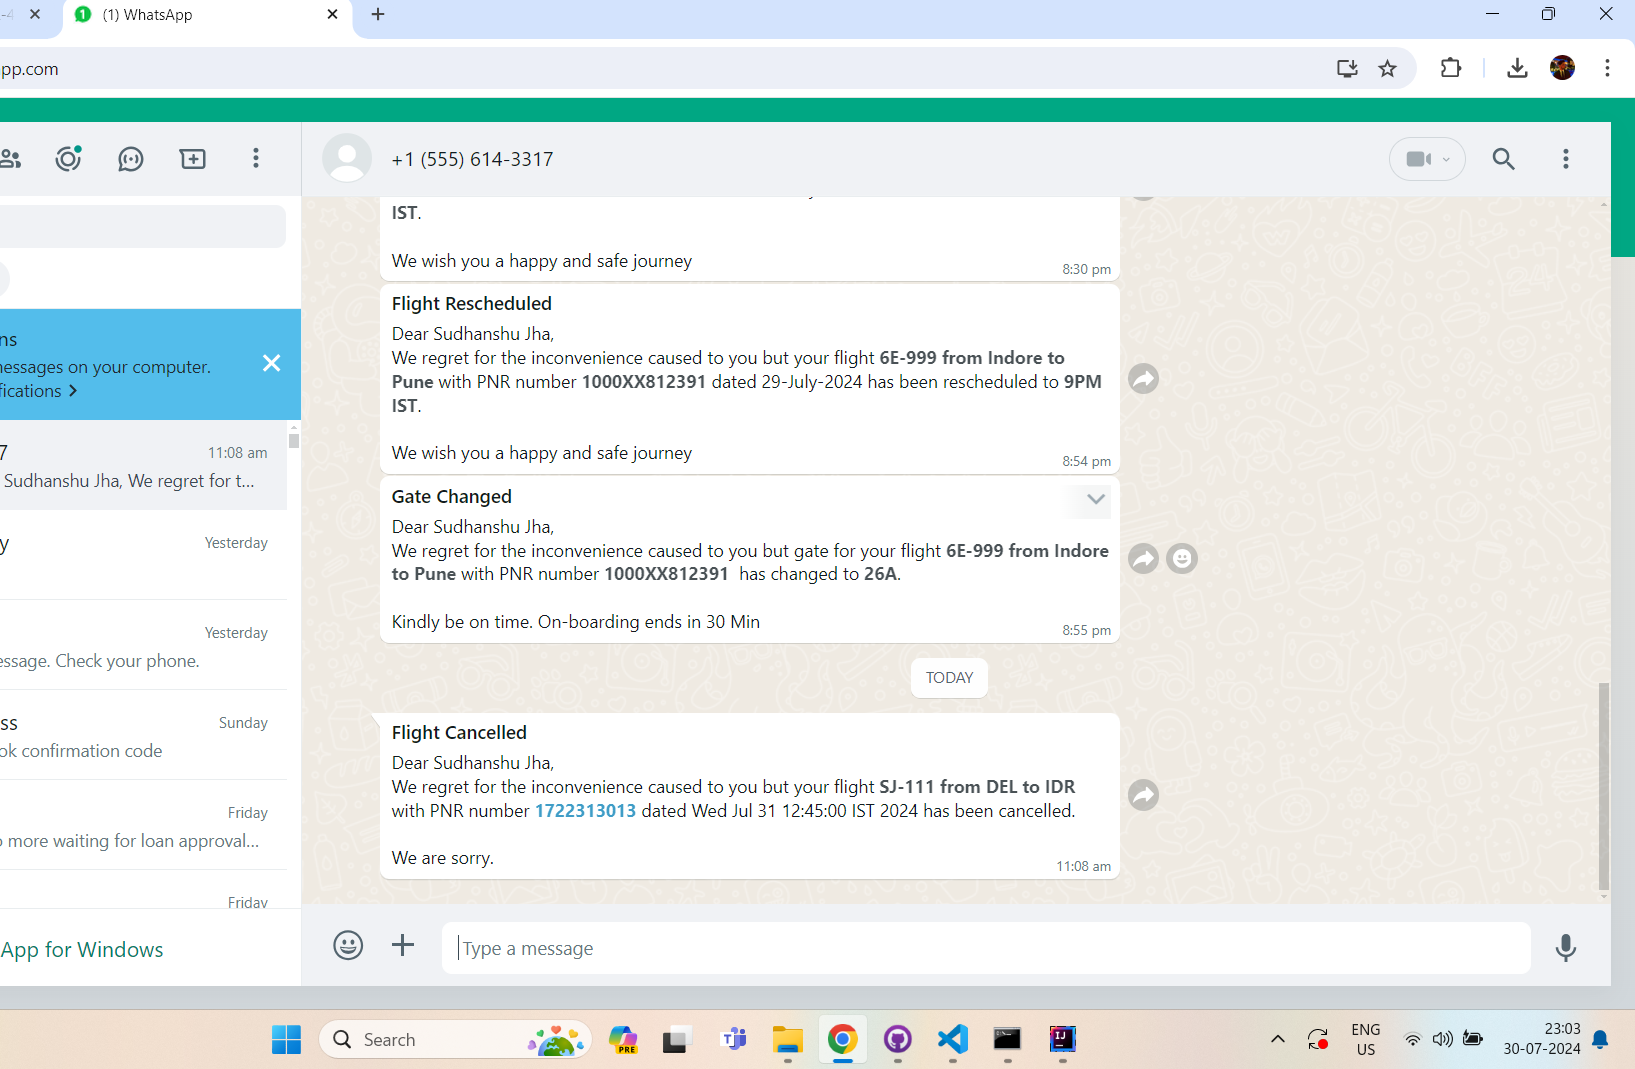 (1) WhatsApp
pp.com
+1 (555) 614-3317
IST.
We wish you a happy and safe journey
8:30 pm
Flight Rescheduled
Dear Sudhanshu Jha,
We regret for the inconvenience caused to you but your flight 6E-999 from Indore to
Pune with PNR number 1000XX812391 dated 29-July-2024 has been rescheduled to 9PM
IST.
We wish you a happy and safe journey
8:54 pm
Gate Changed
Dear Sudhanshu Jha,
We regret for the inconvenience caused to you but gate for your flight 6E-999 from Indore
to Pune with PNR number 1000XX812391 has changed to 26A.
Kindly be on time. On-boarding ends in 30 Min
8:55 pm
TODAY
Flight Cancelled
Dear Sudhanshu Jha,
We regret for the inconvenience caused to you but your flight SJ-111 from DEL to IDR
with PNR number 1722313013 dated Wed Jul 31 12:45:00 IST 2024 has been cancelled.
We are sorry.
11:08 am
Type a message
ns
nessages on your computer.
fications
7
11:08 am
Sudhanshu Jha, We regret for t...
y
Yesterday
Yesterday
essage. Check your phone.
ss
Sunday
ok confirmation code
Friday
o more waiting for loan approval...
Friday
App for Windows
Search
PRE
IJ
ENG
US
23:03
30-07-2024